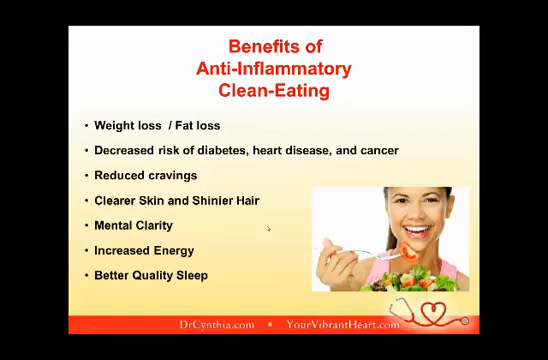 Benefits of
Anti-Inflammatory
Clean-Eating
• Weight loss / Fat loss
• Decreased risk of diabetes, heart disease, and cancer
• Reduced cravings
• Clearer Skin and Shinier Hair
• Mental Clarity
• Increased Energy
• Better Quality Sleep
DrCynthia.com • YourVibrantHeart.com